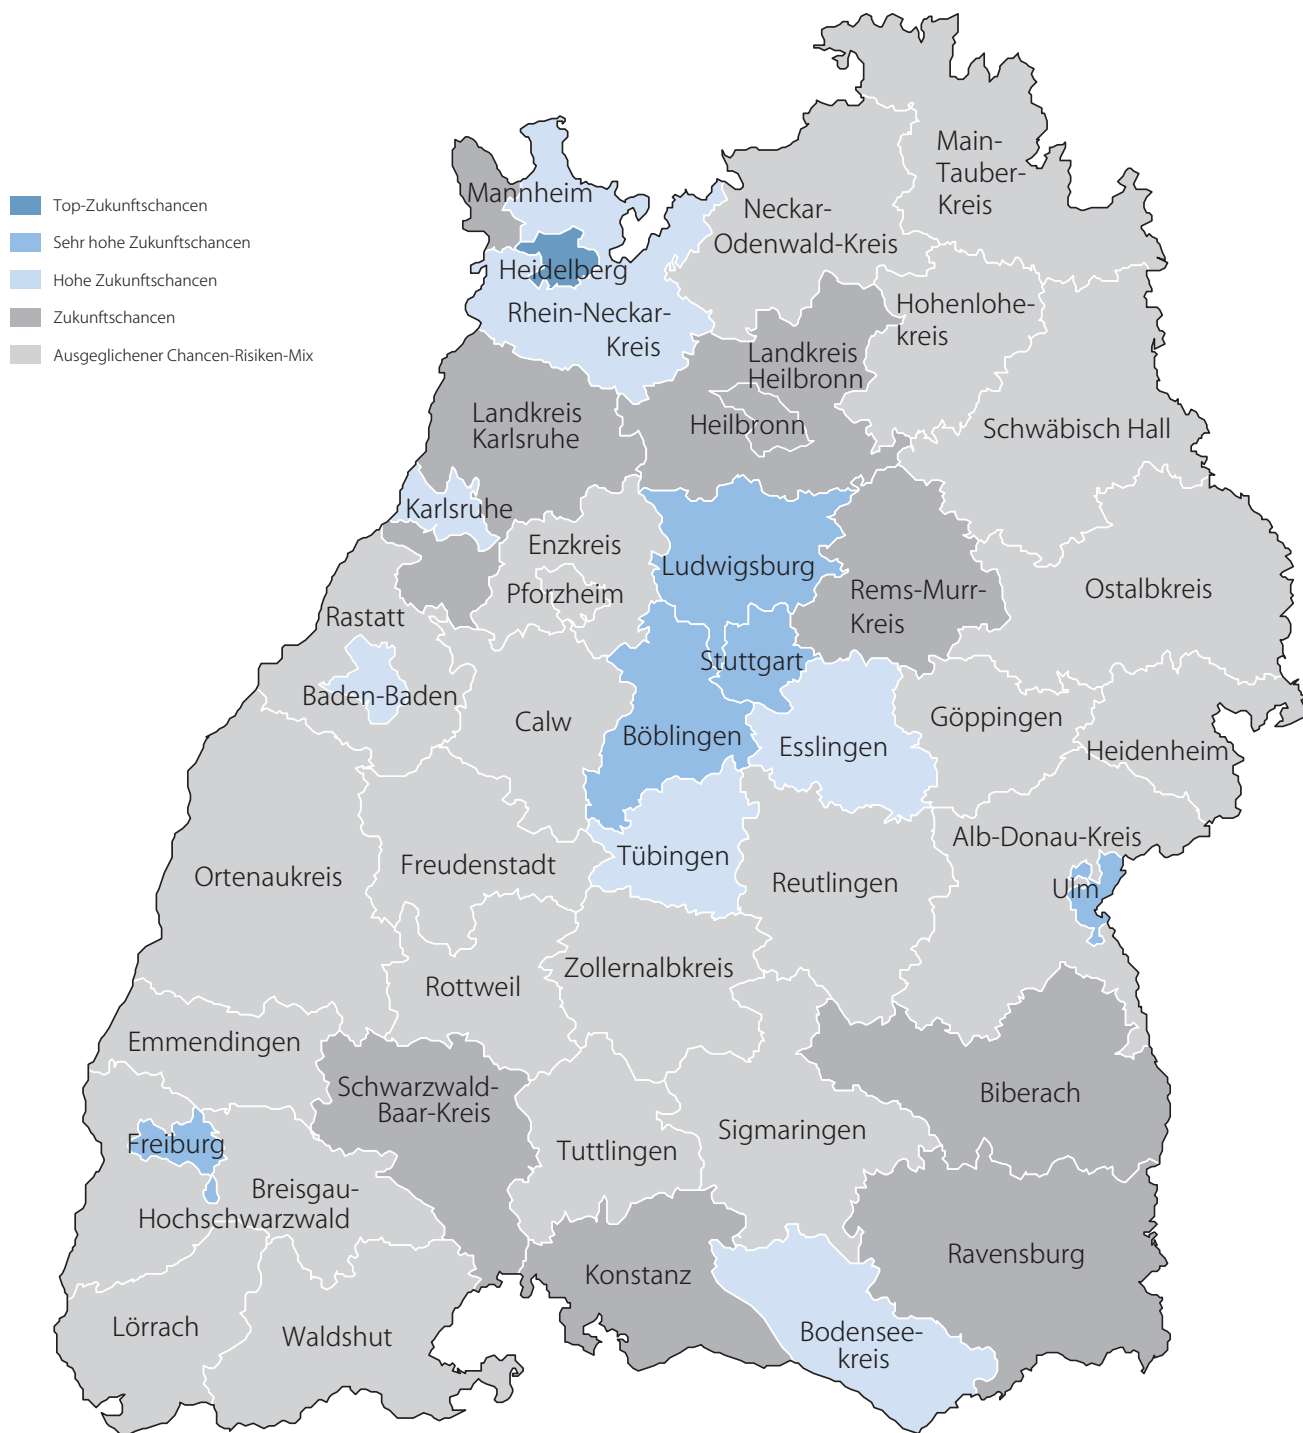 Top-Zukunftschancen
Sehr hohe Zukunftschancen
Hohe Zukunftschancen
Zukunftschancen
Ausgeglichener Chancen-Risiken-Mix
Main-
Tauber-
Kreis
Mannheim
Neckar-
Odenwald-Kreis
Heidelberg
Rhein-Neckar-
Kreis
Hohenlohe-
kreis
Landkreis
Heilbronn
Landkreis
Karlsruhe
Heilbronn
Schwäbisch Hall
Karlsruhe
Enzkreis
Ludwigsburg
Pforzheim
Rems-Murr-
Kreis
Ostalbkreis
Rastatt
Stuttgart
Baden-Baden
Calw
Böblingen
Esslingen
Göppingen
Heidenheim
Alb-Donau-Kreis
Ortenaukreis
Freudenstadt
Tübingen
Reutlingen
Ulm
Rottweil
Zollernalbkreis
Emmendingen
Schwarzwald-
Baar-Kreis
Biberach
Freiburg
Tuttlingen
Sigmaringen
Breisgau-
Hochschwarzwald
Konstanz
Ravensburg
Lörrach
Waldshut
Bodensee-
kreis